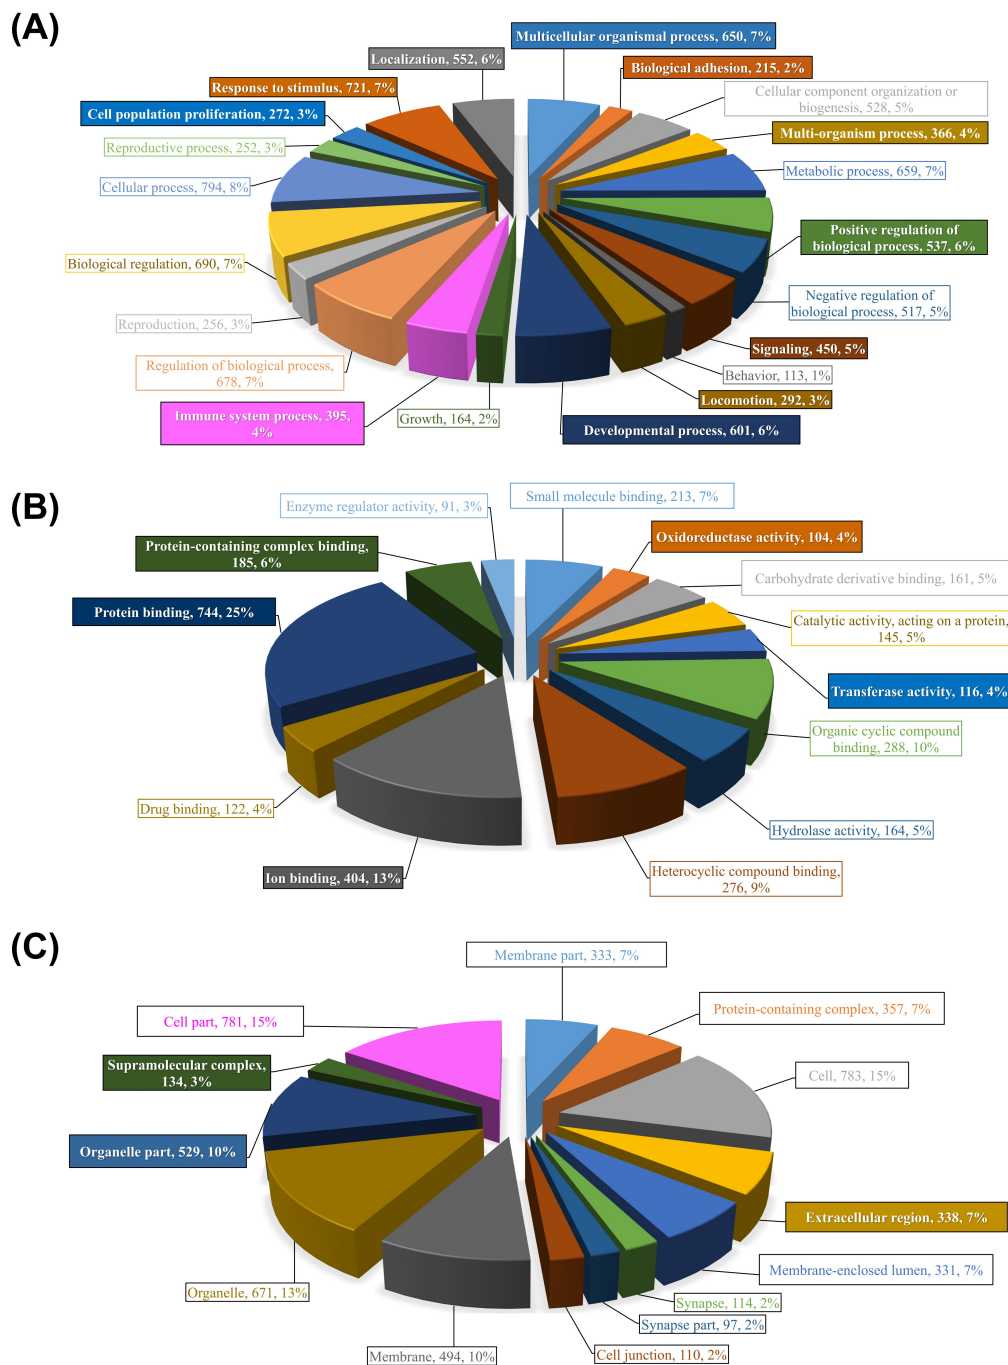 (A)
Multicellular organismal process, 650, 7%
Localization, 552, 6%
Biological adhesion, 215, 2%
Response to stimulus, 721, 7%
Cellular component organization or
biogenesis, 528, 5%
Cell population proliferation, 272, 3%
Multi-organism process, 366, 4%
Reproductive process, 252, 3%
Metabolic process, 659, 7%
Cellular process, 794, 8%
Positive regulation of
biological process, 537, 6%
Biological regulation, 690, 7%
Negative regulation of
biological process, 517, 5%
Reproduction, 256, 3%
Signaling, 450, 5%
Regulation of biological process,
678, 7%
Behavior, 113, 1%
Locomotion, 292, 3%
Immune system process, 395,
4%
Growth, 164, 2%
Developmental process, 601, 6%
(B)
Enzyme regulator activity, 91, 3%
Small molecule binding, 213, 7%
Oxidoreductase activity, 104, 4%
Protein-containing complex binding,
185, 6%
Carbohydrate derivative binding, 161, 5%
Protein binding, 744, 25%
Catalytic activity, acting on a protein,
145, 5%
Transferase activity, 116, 4%
Organic cyclic compound
binding, 288, 10%
Drug binding, 122, 4%
Hydrolase activity, 164, 5%
Ion binding, 404, 13%
Heterocyclic compound binding,
276, 9%
(C)
Membrane part, 333, 7%
Protein-containing complex, 357, 7%
Cell part, 781, 15%
Supramolecular complex,
134, 3%
Cell, 783, 15%
Organelle part, 529, 10%
Extracellular region, 338, 7%
Membrane-enclosed lumen, 331, 7%
Organelle, 671, 13%
Synapse, 114, 2%
Synapse part, 97, 2%
Membrane, 494, 10%
Cell junction, 110, 2%